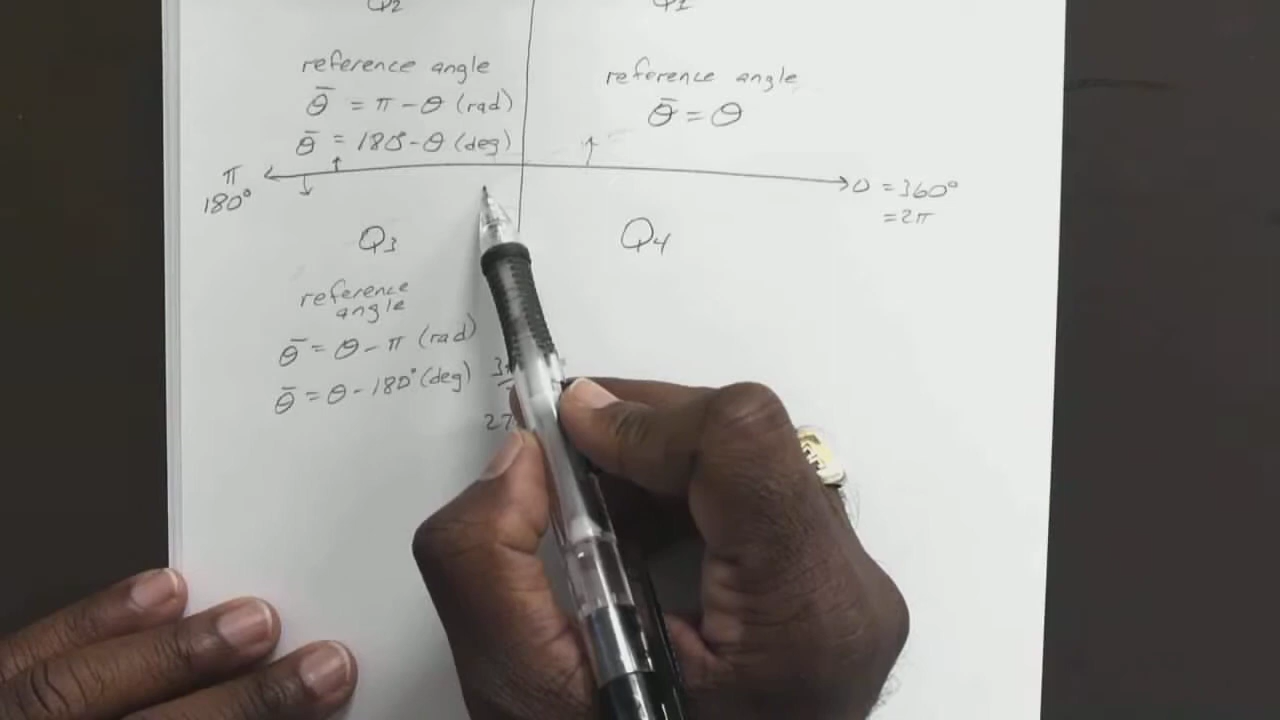 Q2
Q1
reference angle
θ̄ = π - θ (rad)
θ̄ = 180° - θ (deg)
reference angle
θ̄ = θ
π
180°
0 = 360°
= 2π
Q3
Q4
reference
angle
θ̄ = θ - π (rad)
θ̄ = θ - 180° (deg)